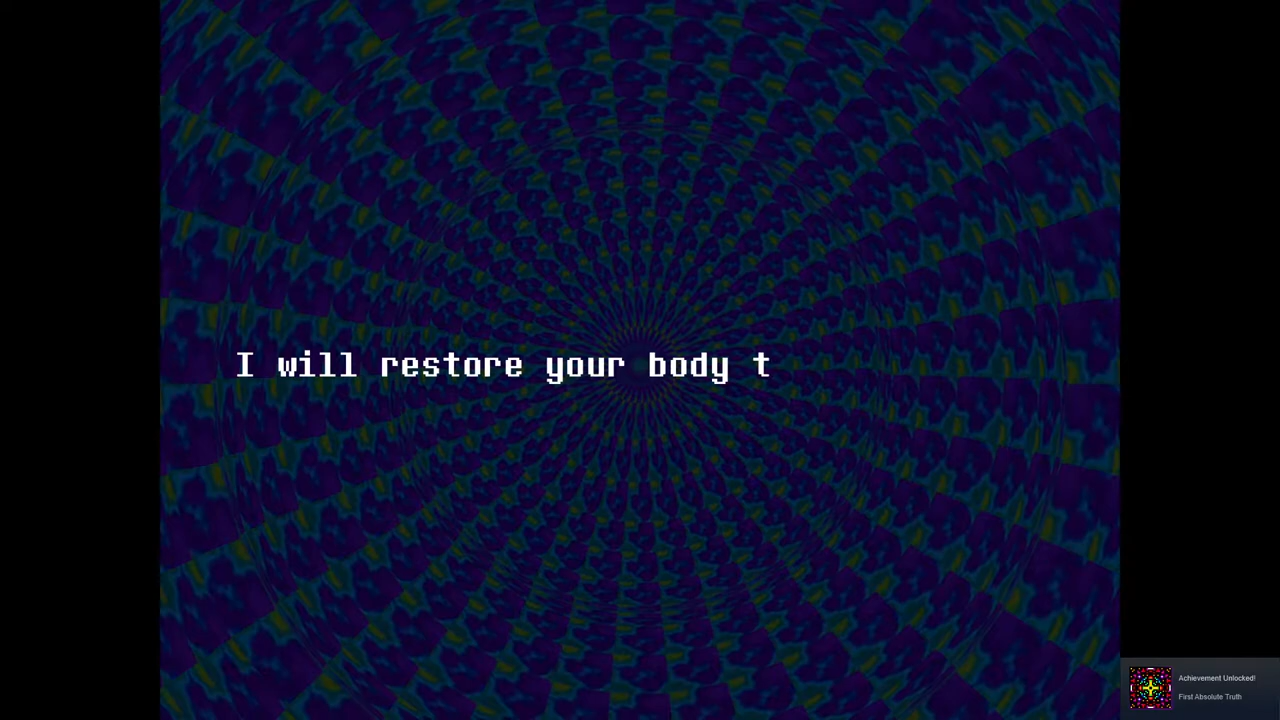 I will restore your body t
Achievement Unlocked!
First Absolute Truth